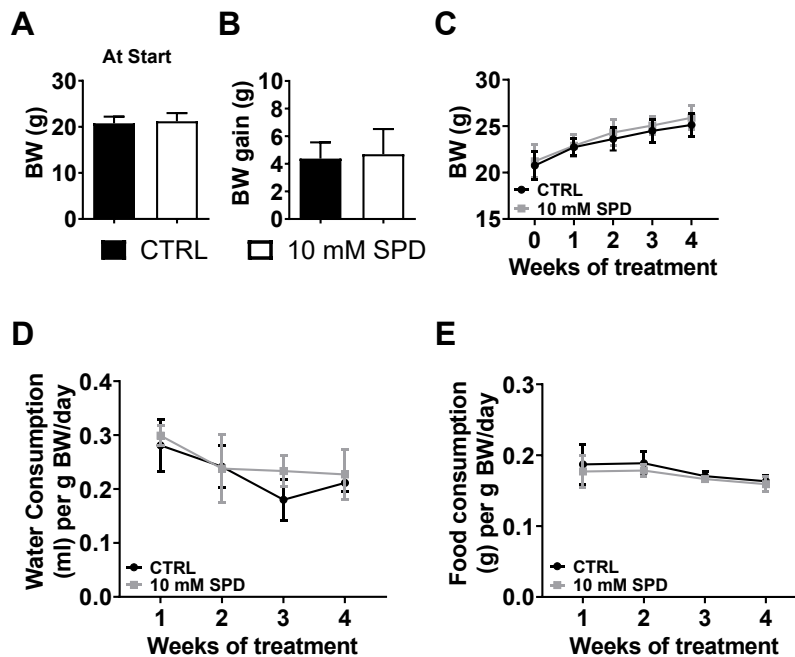 A
At Start
BW (g)
30
20
10
0
B
BW gain (g)
10
8
6
4
2
0
CTRL
10 mM SPD
C
BW (g)
30
25
20
15
CTRL
10 mM SPD
0 1 2 3 4
Weeks of treatment
D
Water Consumption
(ml) per g BW/day
0.4
0.3
0.2
0.1
0.0
CTRL
10 mM SPD
1 2 3 4
Weeks of treatment
E
Food consumption
(g) per g BW/day
0.3
0.2
0.1
0.0
CTRL
10 mM SPD
1 2 3 4
Weeks of treatment